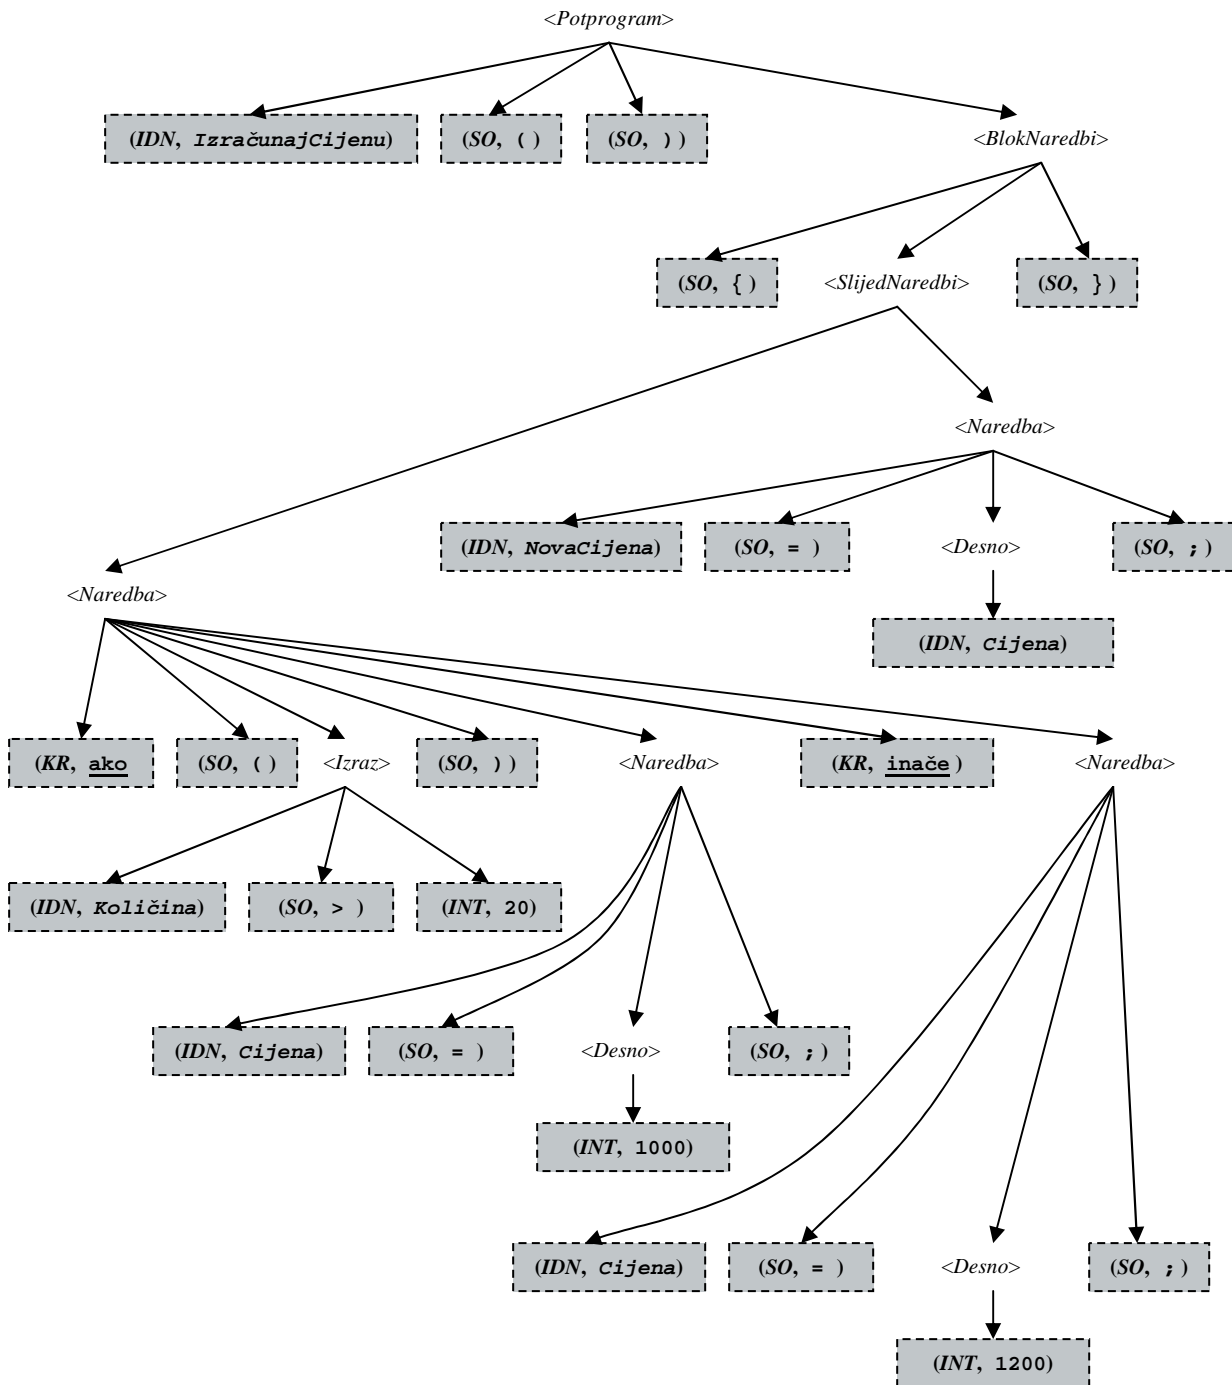 <Potprogram>
(IDN, IzračunajCijenu) (SO, ( ) (SO, ) ) <BlokNaredbi>
(SO, { ) <SlijedNaredbi> (SO, } )
<Naredba>
(IDN, NovaCijena) (SO, = ) <Desno> (SO, ; )
<Naredba>
(IDN, Cijena)
(KR, ako (SO, ( ) <Izraz> (SO, ) ) <Naredba> (KR, inače ) <Naredba>
(IDN, Količina) (SO, > ) (INT, 20)
(IDN, Cijena) (SO, = ) <Desno> (SO, ; )
(INT, 1000)
(IDN, Cijena) (SO, = ) <Desno> (SO, ; )
(INT, 1200)